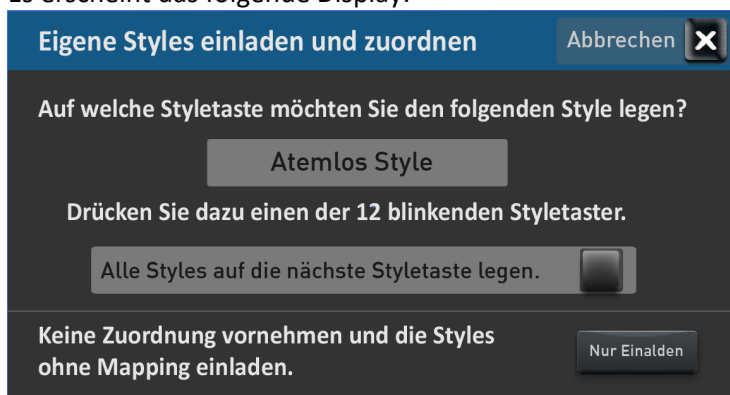 Es erscheint das folgende Display:
Eigene Styles einladen und zuordnen
Abbrechen
Auf welche Styletaste möchten Sie den folgenden Style legen?
Atemlos Style
Drücken Sie dazu einen der 12 blinkenden Styletaster.
Alle Styles auf die nächste Styletaste legen.
Keine Zuordnung vornehmen und die Styles
ohne Mapping einladen.
Nur Einalden